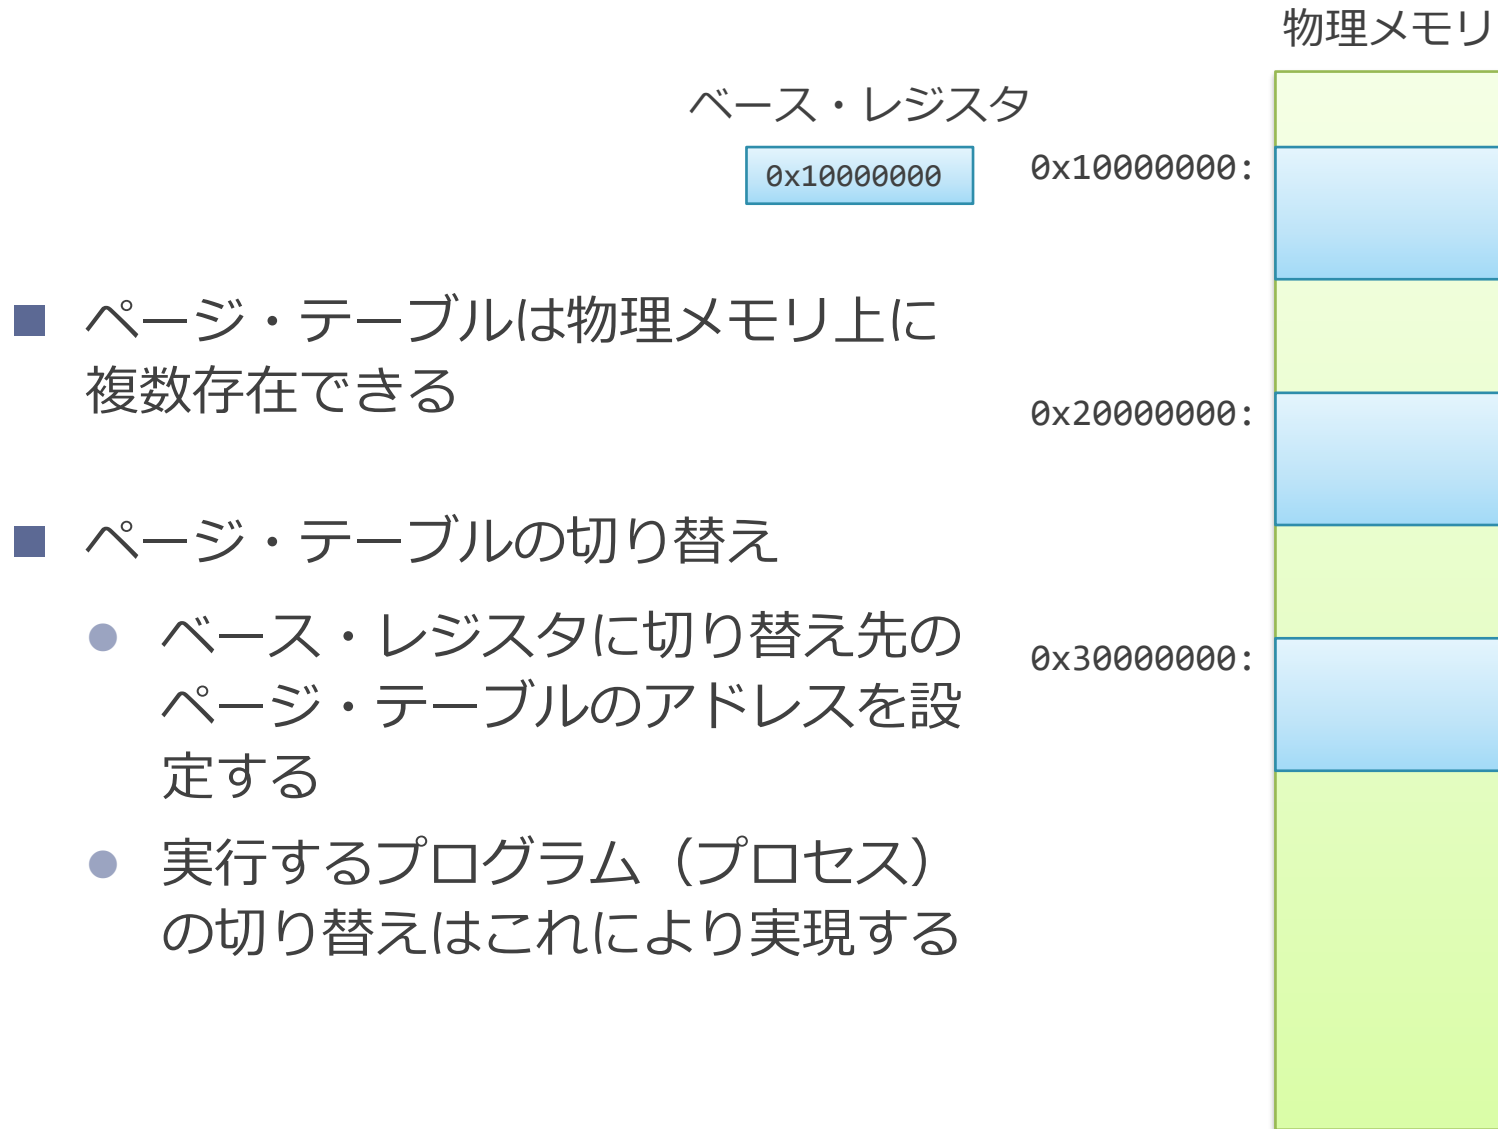 物理メモリ
ベース・レジスタ
0x10000000
0x10000000:
ページ・テーブルは物理メモリ上に
複数存在できる
0x20000000:
ページ・テーブルの切り替え
ベース・レジスタに切り替え先の
ページ・テーブルのアドレスを設
定する
0x30000000:
実行するプログラム（プロセス）
の切り替えはこれにより実現する